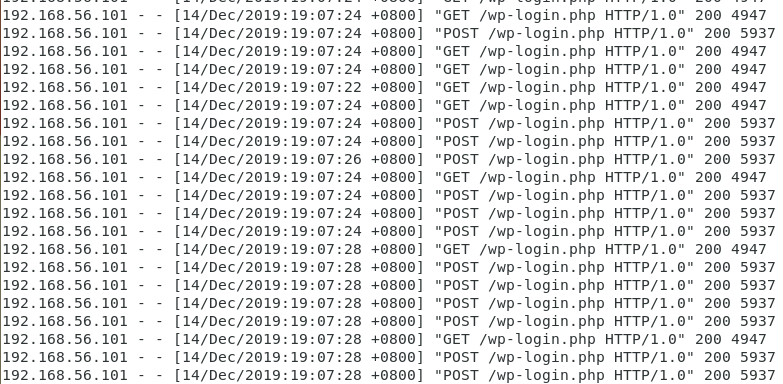 192.168.56.101 - - [14/Dec/2019:19:07:24 +0800] "GET /wp-login.php HTTP/1.0" 200 4947
192.168.56.101 - - [14/Dec/2019:19:07:24 +0800] "GET /wp-login.php HTTP/1.0" 200 4947
192.168.56.101 - - [14/Dec/2019:19:07:24 +0800] "POST /wp-login.php HTTP/1.0" 200 5937
192.168.56.101 - - [14/Dec/2019:19:07:24 +0800] "GET /wp-login.php HTTP/1.0" 200 4947
192.168.56.101 - - [14/Dec/2019:19:07:24 +0800] "GET /wp-login.php HTTP/1.0" 200 4947
192.168.56.101 - - [14/Dec/2019:19:07:22 +0800] "GET /wp-login.php HTTP/1.0" 200 4947
192.168.56.101 - - [14/Dec/2019:19:07:24 +0800] "GET /wp-login.php HTTP/1.0" 200 4947
192.168.56.101 - - [14/Dec/2019:19:07:24 +0800] "POST /wp-login.php HTTP/1.0" 200 5937
192.168.56.101 - - [14/Dec/2019:19:07:24 +0800] "POST /wp-login.php HTTP/1.0" 200 5937
192.168.56.101 - - [14/Dec/2019:19:07:26 +0800] "POST /wp-login.php HTTP/1.0" 200 5937
192.168.56.101 - - [14/Dec/2019:19:07:24 +0800] "GET /wp-login.php HTTP/1.0" 200 4947
192.168.56.101 - - [14/Dec/2019:19:07:24 +0800] "POST /wp-login.php HTTP/1.0" 200 5937
192.168.56.101 - - [14/Dec/2019:19:07:24 +0800] "POST /wp-login.php HTTP/1.0" 200 5937
192.168.56.101 - - [14/Dec/2019:19:07:24 +0800] "POST /wp-login.php HTTP/1.0" 200 5937
192.168.56.101 - - [14/Dec/2019:19:07:28 +0800] "GET /wp-login.php HTTP/1.0" 200 4947
192.168.56.101 - - [14/Dec/2019:19:07:28 +0800] "POST /wp-login.php HTTP/1.0" 200 5937
192.168.56.101 - - [14/Dec/2019:19:07:28 +0800] "POST /wp-login.php HTTP/1.0" 200 5937
192.168.56.101 - - [14/Dec/2019:19:07:28 +0800] "POST /wp-login.php HTTP/1.0" 200 5937
192.168.56.101 - - [14/Dec/2019:19:07:28 +0800] "POST /wp-login.php HTTP/1.0" 200 5937
192.168.56.101 - - [14/Dec/2019:19:07:28 +0800] "GET /wp-login.php HTTP/1.0" 200 4947
192.168.56.101 - - [14/Dec/2019:19:07:28 +0800] "POST /wp-login.php HTTP/1.0" 200 5937
192.168.56.101 - - [14/Dec/2019:19:07:28 +0800] "POST /wp-login.php HTTP/1.0" 200 5937